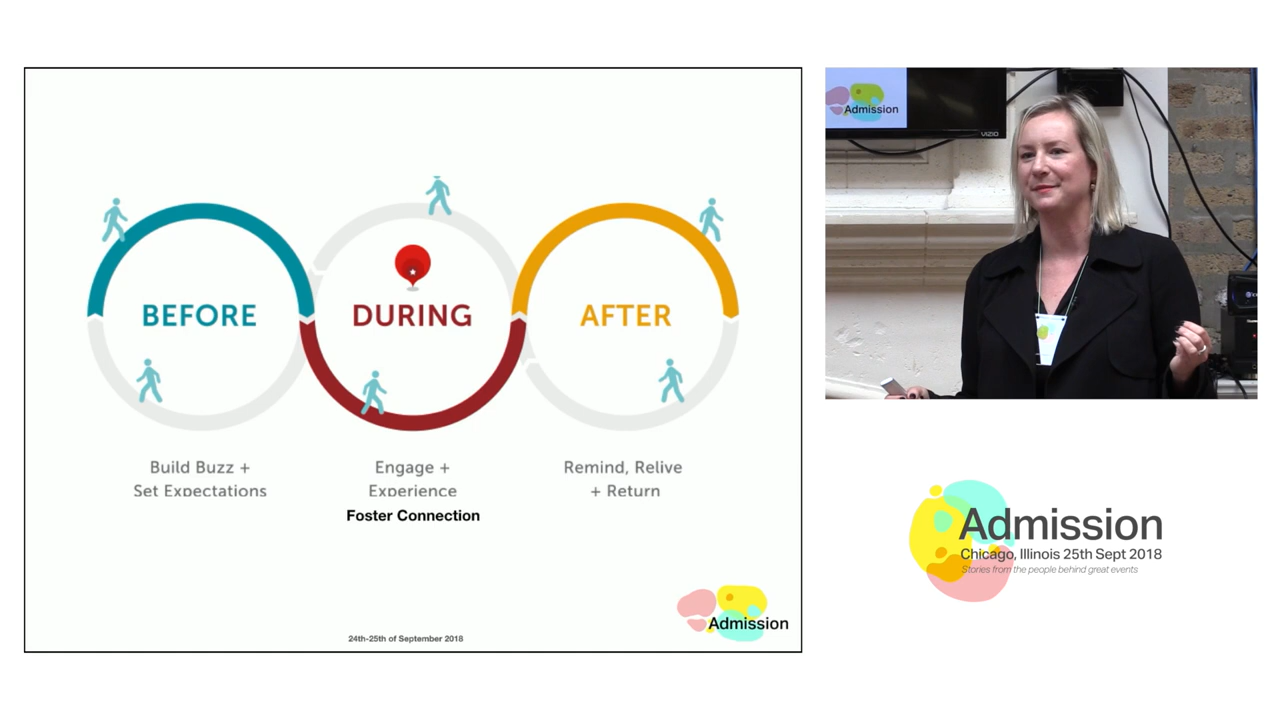 BEFORE
DURING
AFTER
Build Buzz +
Set Expectations
Engage +
Experience
Foster Connection
Remind, Relive
+ Return
24th-25th of September 2018
Admission
Admission
VIZIO
Admission
Chicago, Illinois 25th Sept 2018
Stories from the people behind great events